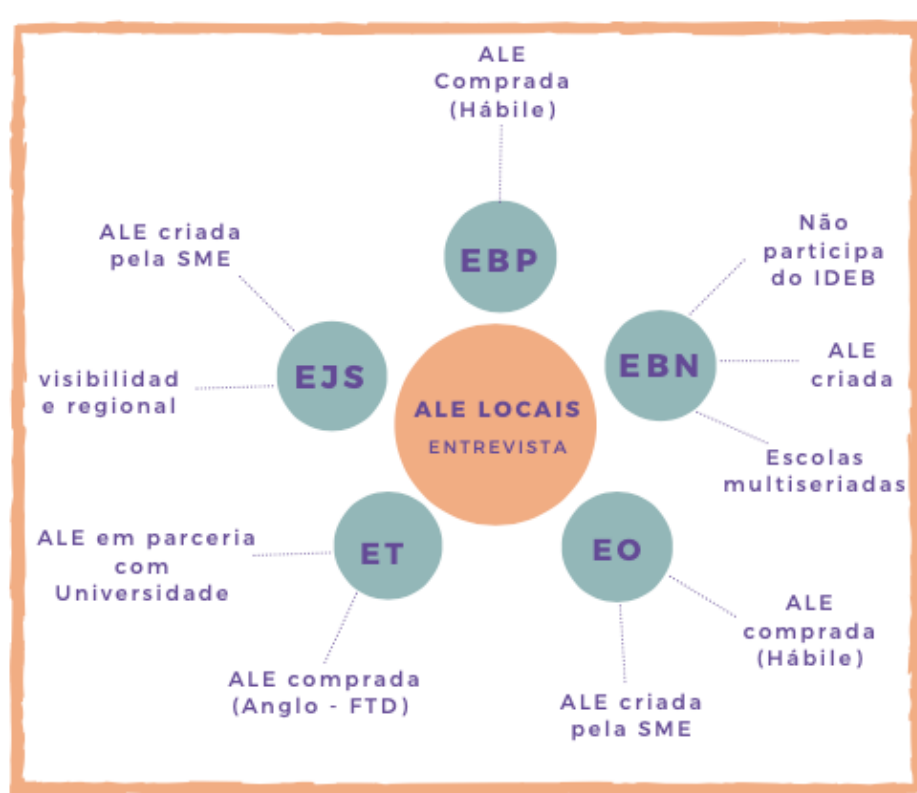 ALE
Comprada
(Hábile)
EBP
ALE criada
pela SME
EJS
visibilidad
e regional
Não
participa
do IDEB
EBN
ALE
criada
Escolas
multiseriadas
ALE LOCAIS
ENTREVISTA
ALE em parceria
com
Universidade
ET
ALE comprada
(Anglo - FTD)
EO
ALE
comprada
(Hábile)
ALE criada
pela SME